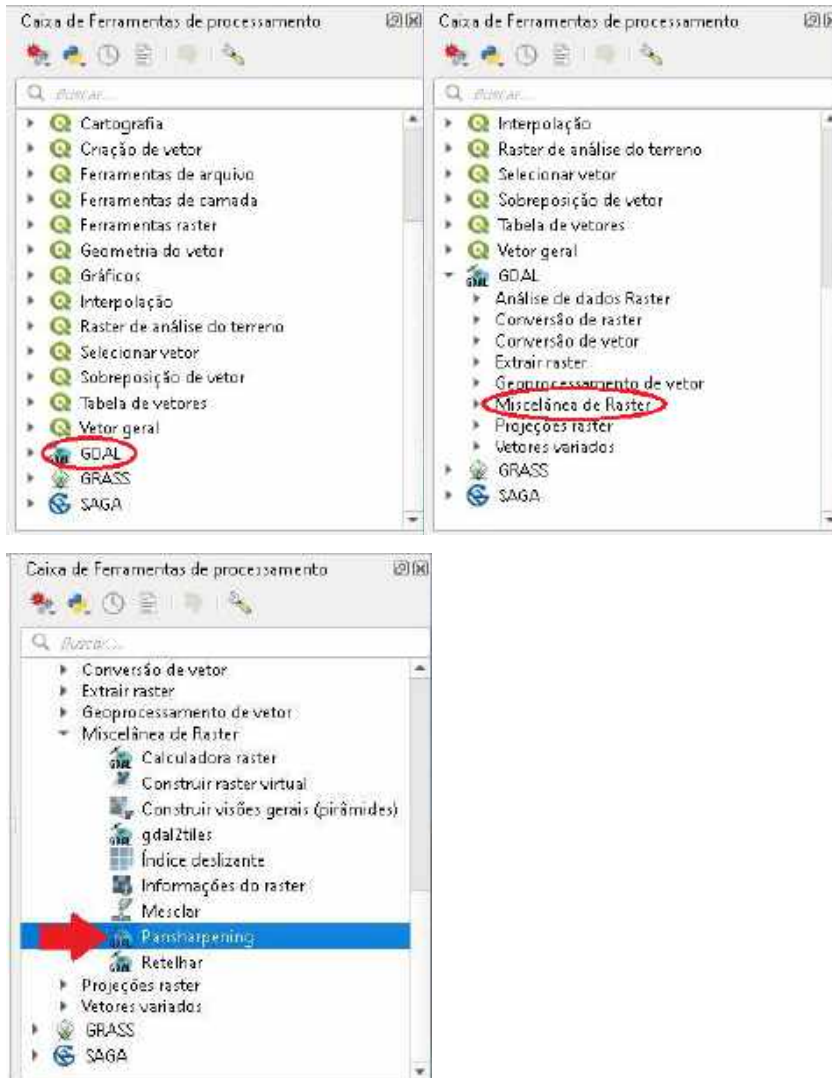 Caixa de Ferramentas de processamento
Buscar...
Cartografia
Criação de vetor
Ferramentas de arquivo
Ferramentas de camada
Ferramentas raster
Geometria do vetor
Gráficos
Interpolação
Raster de análise do terreno
Selecionar vetor
Sobreposição de vetor
Tabela de vetores
Vetor geral
GDAL
GRASS
SAGA
Caixa de Ferramentas de processamento
Buscar...
Interpolação
Raster de análise do terreno
Selecionar vetor
Sobreposição de vetor
Tabela de vetores
Vetor geral
GDAL
Análise de dados Raster
Conversão de raster
Conversão de vetor
Extrair raster
Geoprocessamento de vetor
Miscelânea de Raster
Projeções raster
Vetores variados
GRASS
SAGA
Caixa de Ferramentas de processamento
Buscar...
Conversão de vetor
Extrair raster
Geoprocessamento de vetor
Miscelânea de Raster
Calculadora raster
Construir raster virtual
Construir visões gerais (pirâmides)
gdal2tiles
Índice deslizante
Informações do raster
Mesclar
Pansharpening
Retelhar
Projeções raster
Vetores variados
GRASS
SAGA